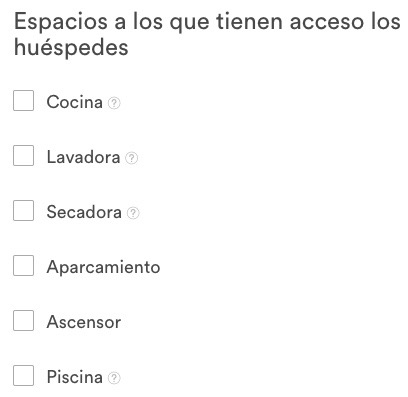 Espacios a los que tienen acceso los
huéspedes
Cocina ?
Lavadora ?
Secadora ?
Aparcamiento
Ascensor
Piscina ?